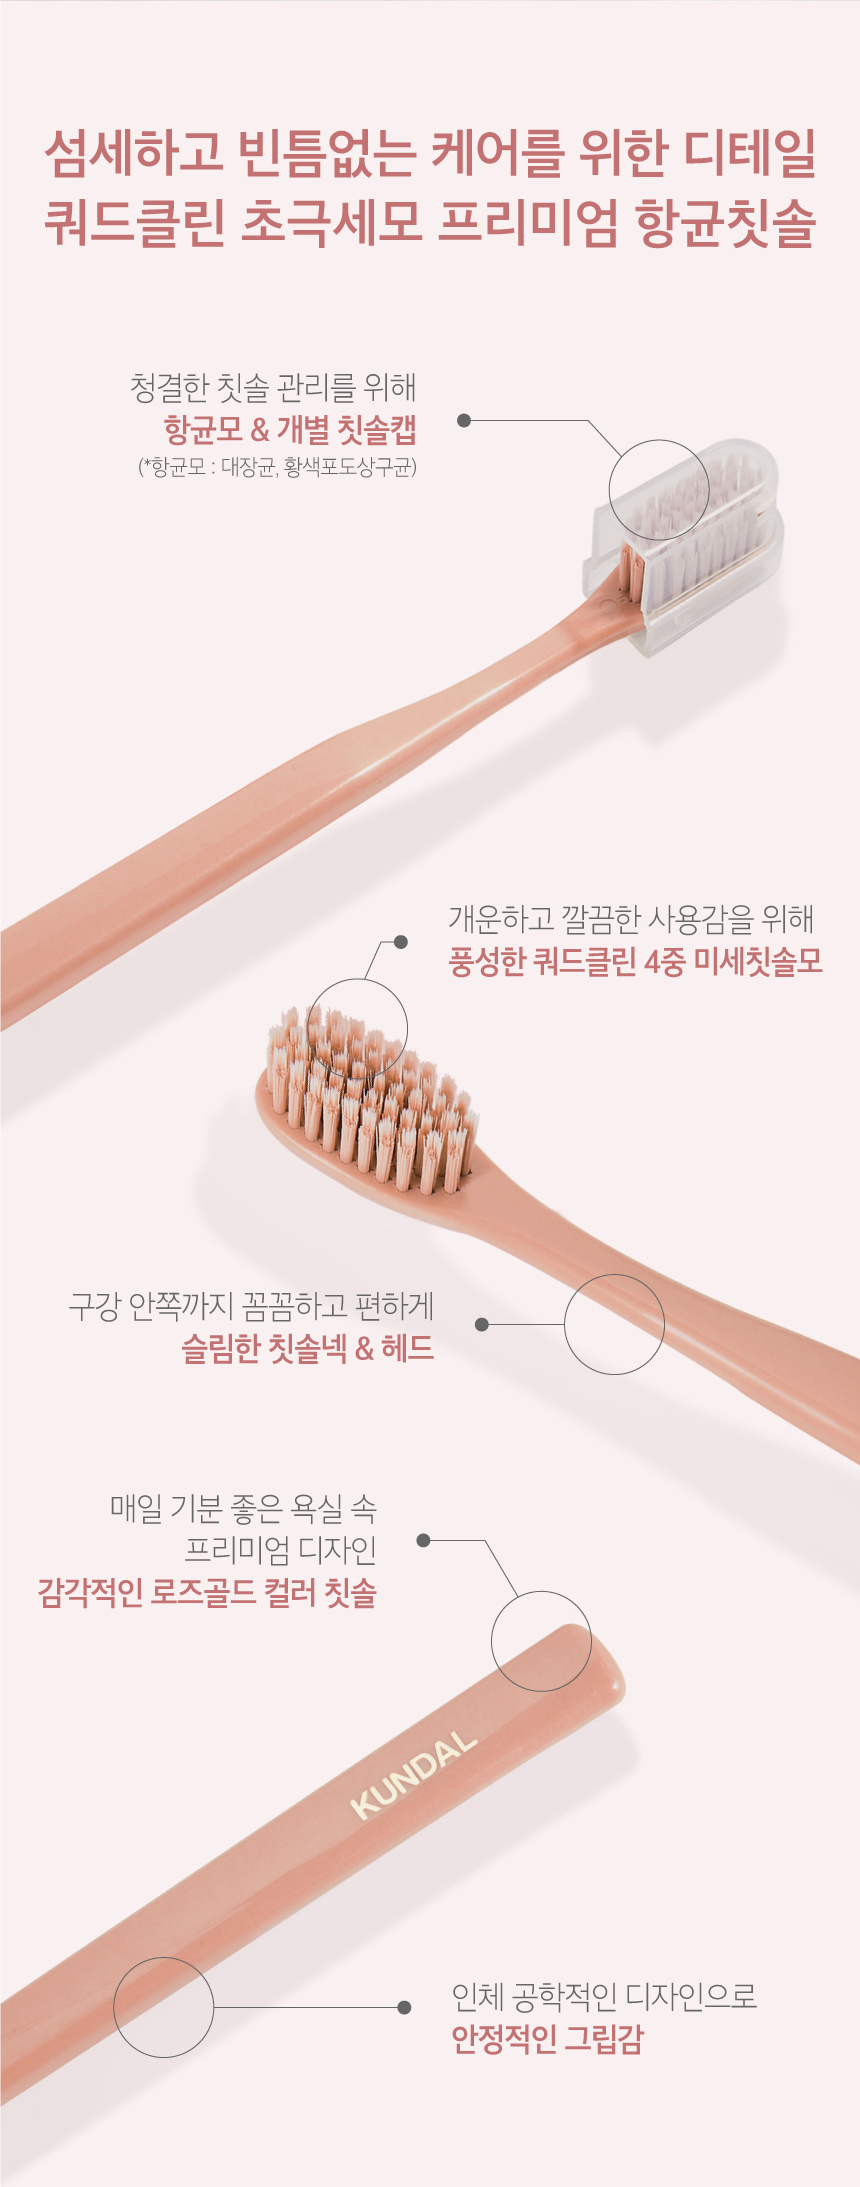 섬세하고 빈틈없는 케어를 위한 디테일
쿼드클린 초극세모 프리미엄 항균칫솔
청결한 칫솔 관리를 위해
항균모 & 개별 칫솔캡
(*항균모 : 대장균, 황색포도상구균)
개운하고 깔끔한 사용감을 위해
풍성한 쿼드클린 4중 미세칫솔모
구강 안쪽까지 꼼꼼하고 편하게
슬림한 칫솔넥 & 헤드
매일 기분 좋은 욕실 속
프리미엄 디자인
감각적인 로즈골드 컬러 칫솔
KUNDAL
인체 공학적인 디자인으로
안정적인 그립감